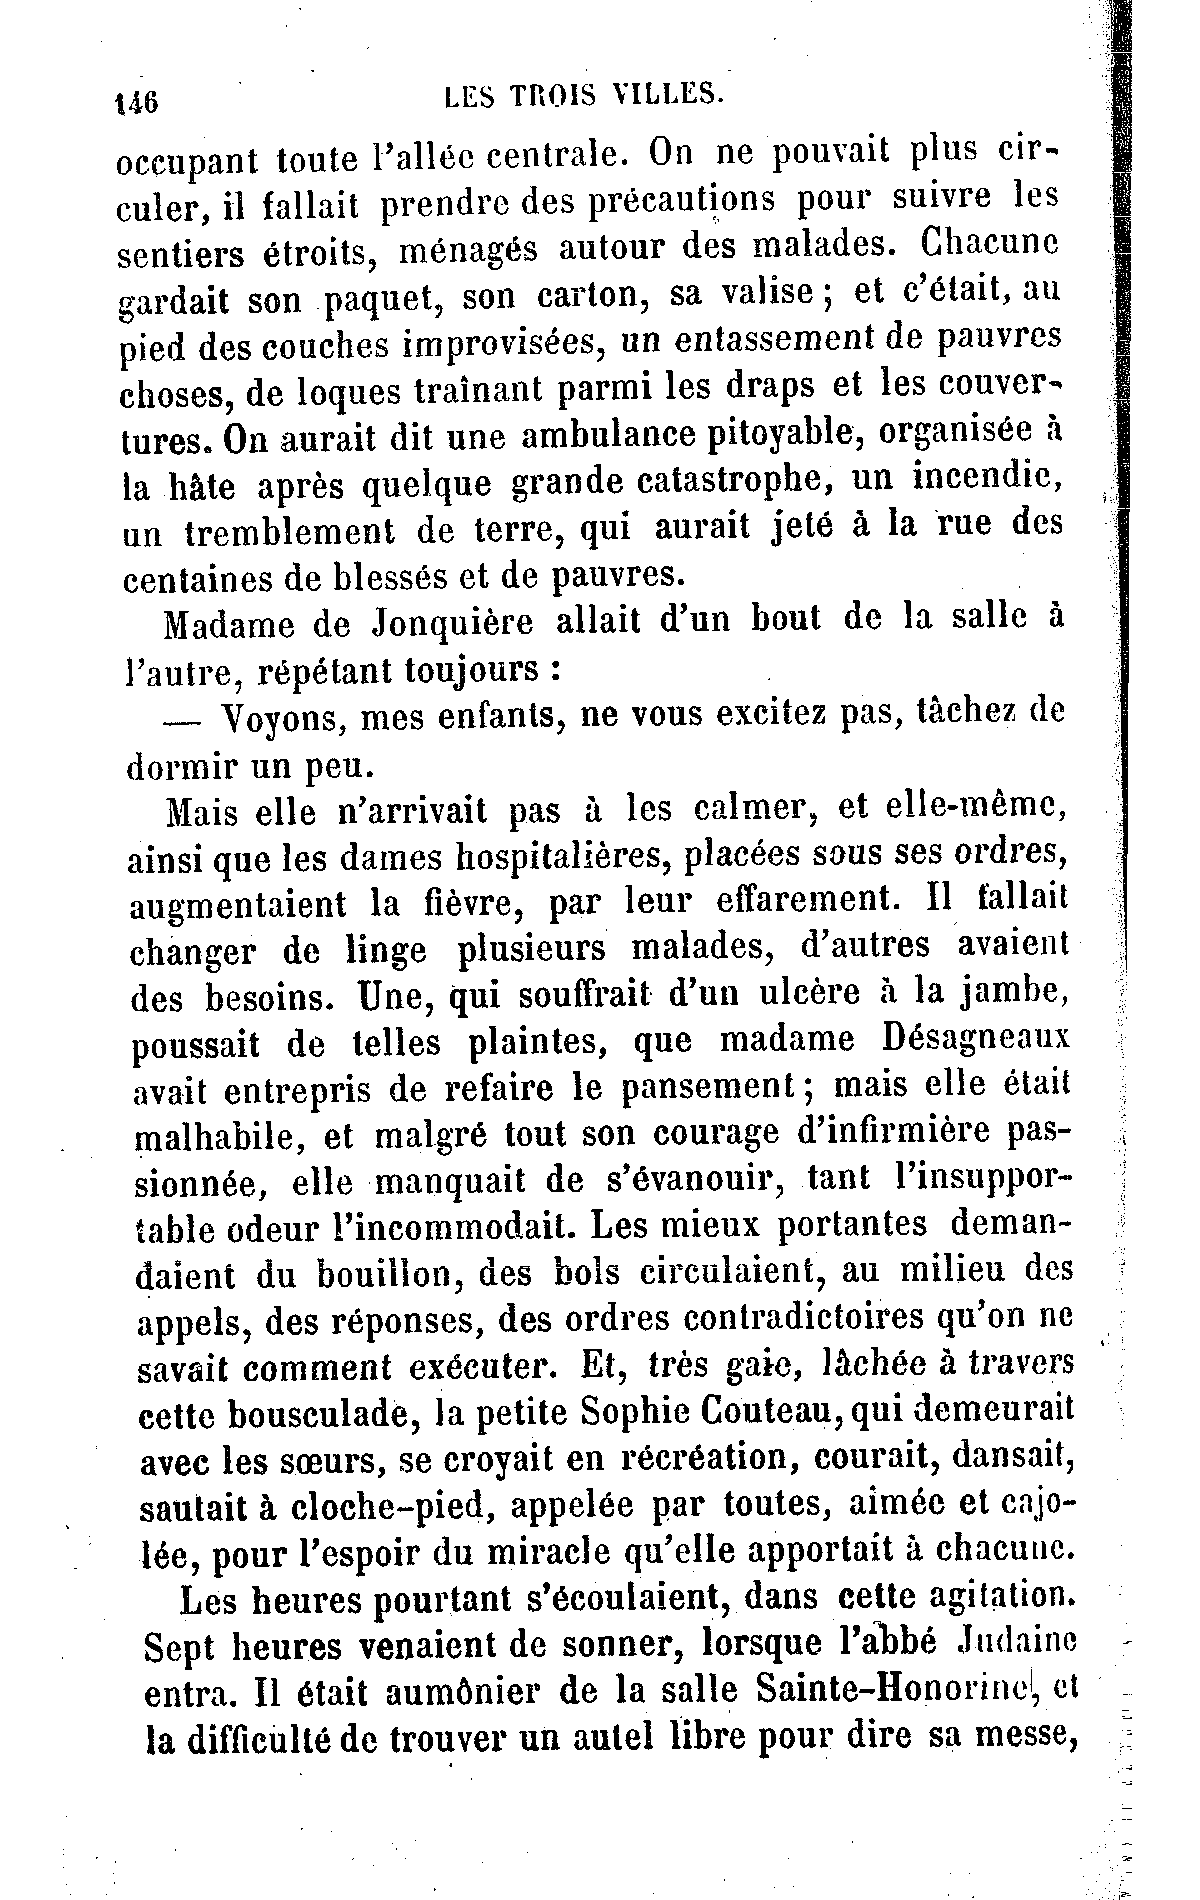 146 LES TROIS VILLES.
occupant toute l'allée centrale. On ne pouvait plus cir-
culer, il fallait prendre des précautions pour suivre les
sentiers étroits, ménagés autour des malades. Chacune
gardait son paquet, son carton, sa valise ; et c'était, au
pied des couches improvisées, un entassement de pauvres
choses, de loques traînant parmi les draps et les couver-
tures. On aurait dit une ambulance pitoyable, organisée à
la hâte après quelque grande catastrophe, un incendie,
un tremblement de terre, qui aurait jeté à la rue des
centaines de blessés et de pauvres.
Madame de Jonquière allait d'un bout de la salle à
l'autre, répétant toujours :
— Voyons, mes enfants, ne vous excitez pas, tâchez de
dormir un peu.
Mais elle n'arrivait pas à les calmer, et elle-même,
ainsi que les dames hospitalières, placées sous ses ordres,
augmentaient la fièvre, par leur effarement. Il fallait
changer de linge plusieurs malades, d'autres avaient
des besoins. Une, qui souffrait d'un ulcère à la jambe,
poussait de telles plaintes, que madame Désagneaux
avait entrepris de refaire le pansement ; mais elle était
malhabile, et malgré tout son courage d'infirmière pas-
sionnée, elle manquait de s'évanouir, tant l'insuppor-
table odeur l'incommodait. Les mieux portantes deman-
daient du bouillon, des bols circulaient, au milieu des
appels, des réponses, des ordres contradictoires qu'on ne
savait comment exécuter. Et, très gaie, lâchée à travers
cette bousculade, la petite Sophie Couteau, qui demeurait
avec les sœurs, se croyait en récréation, courait, dansait,
sautait à cloche-pied, appelée par toutes, aimée et cajo-
lée, pour l'espoir du miracle qu'elle apportait à chacune.
Les heures pourtant s'écoulaient, dans cette agitation.
Sept heures venaient de sonner, lorsque l'abbé Judaine
entra. Il était aumônier de la salle Sainte-Honorine, et
la difficulté de trouver un autel libre pour dire sa messe,